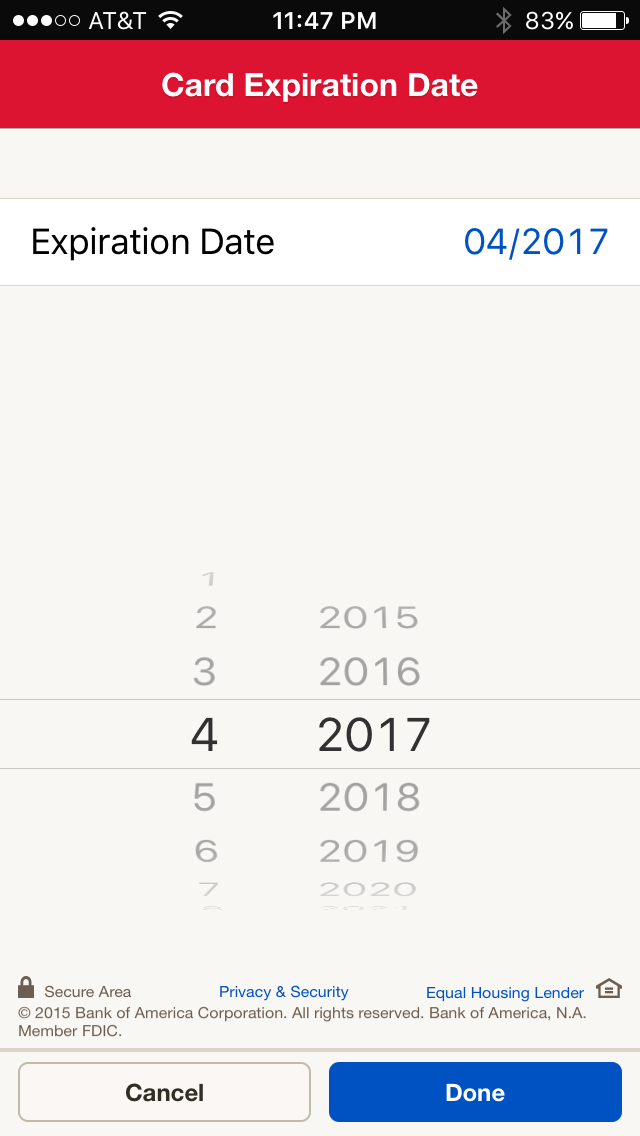 AT&T 11:47 PM 83%
Card Expiration Date
Expiration Date 04/2017
1
2 2015
3 2016
4 2017
5 2018
6 2019
7 2020
Secure Area Privacy & Security Equal Housing Lender
© 2015 Bank of America Corporation. All rights reserved. Bank of America, N.A.
Member FDIC.
Cancel Done